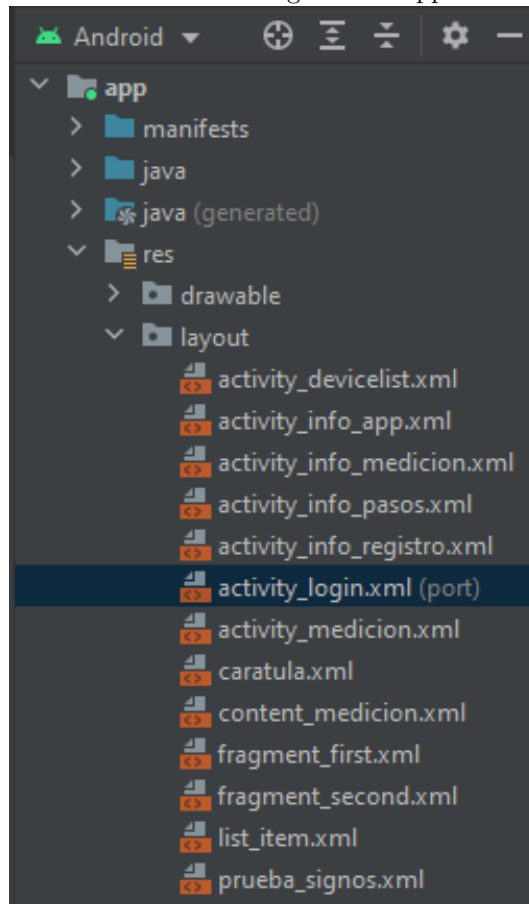 Android
app
manifests
java
java (generated)
res
drawable
layout
activity_devicelist.xml
activity_info_app.xml
activity_info_medicion.xml
activity_info_pasos.xml
activity_info_registro.xml
activity_login.xml (port)
activity_medicion.xml
caratula.xml
content_medicion.xml
fragment_first.xml
fragment_second.xml
list_item.xml
prueba_signos.xml